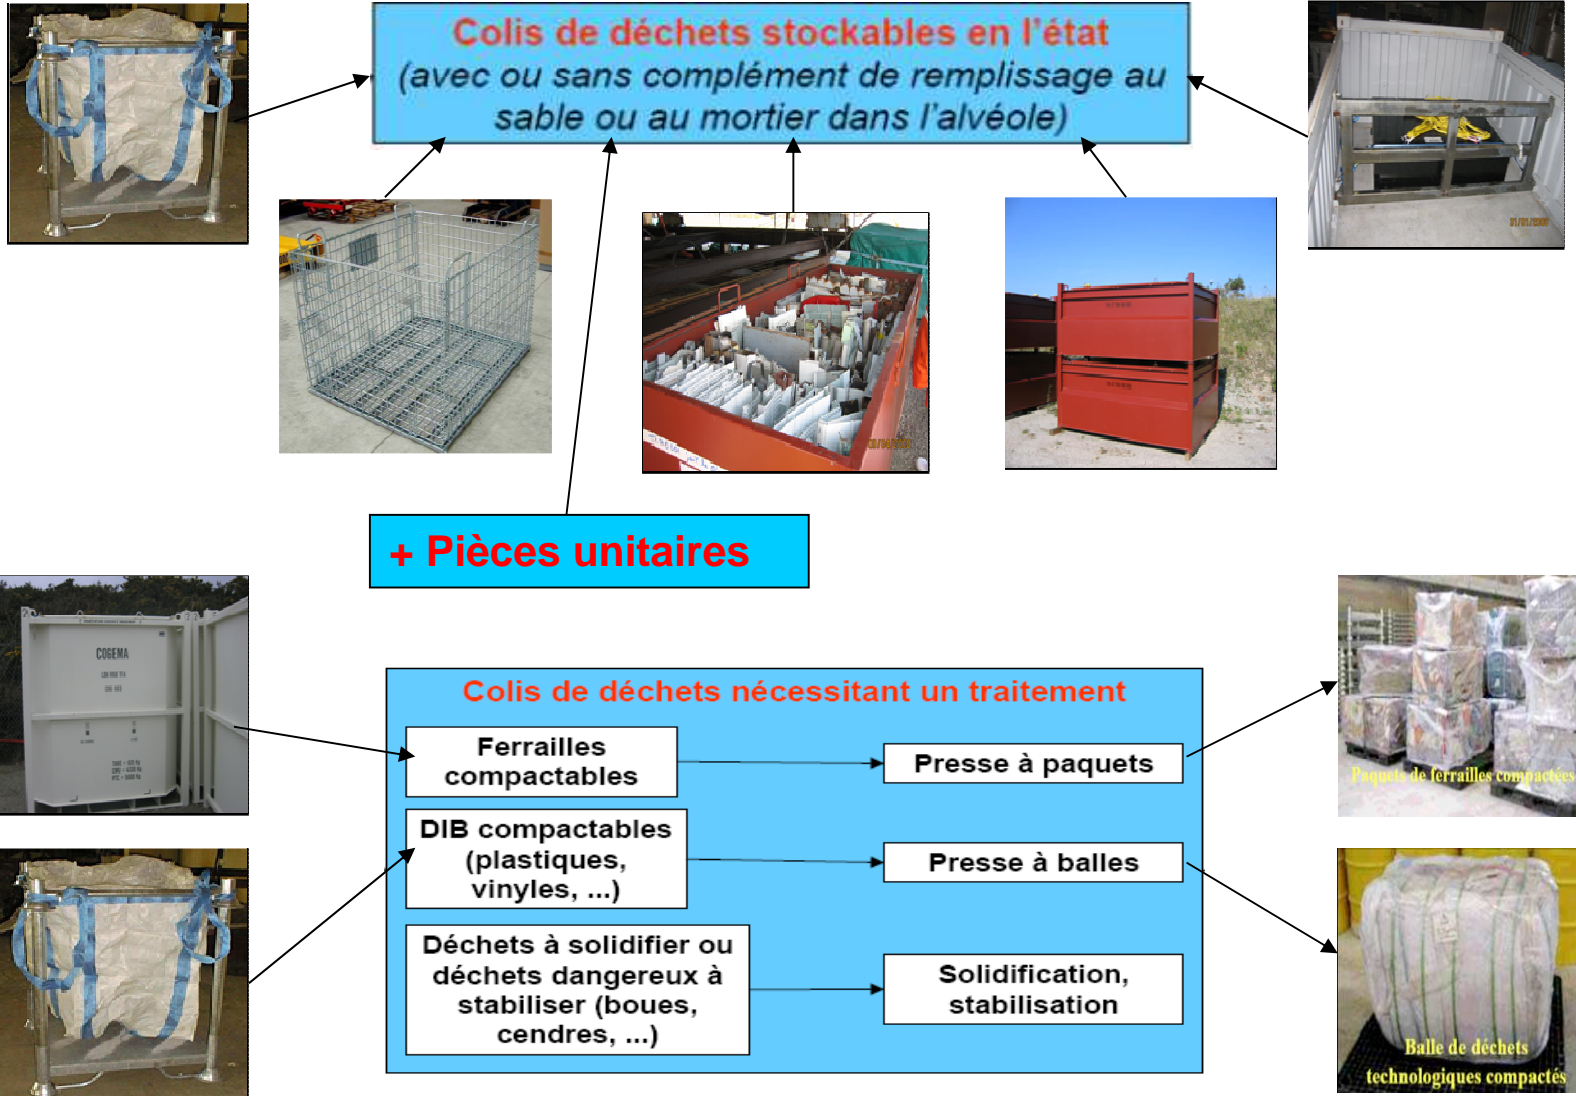 Colis de déchets stockables en l'état
(avec ou sans complément de remplissage au
sable ou au mortier dans l'alvéole)
+ Pièces unitaires
COGEMA
Colis de déchets nécessitant un traitement
Ferrailles
compactables
Presse à paquets
DIB compactables
(plastiques,
vinyles, ...)
Presse à balles
Déchets à solidifier ou
déchets dangereux à
stabiliser (boues,
cendres, ...)
Solidification,
stabilisation
Paquets de ferrailles compactées
Balle de déchets
technologiques compactés